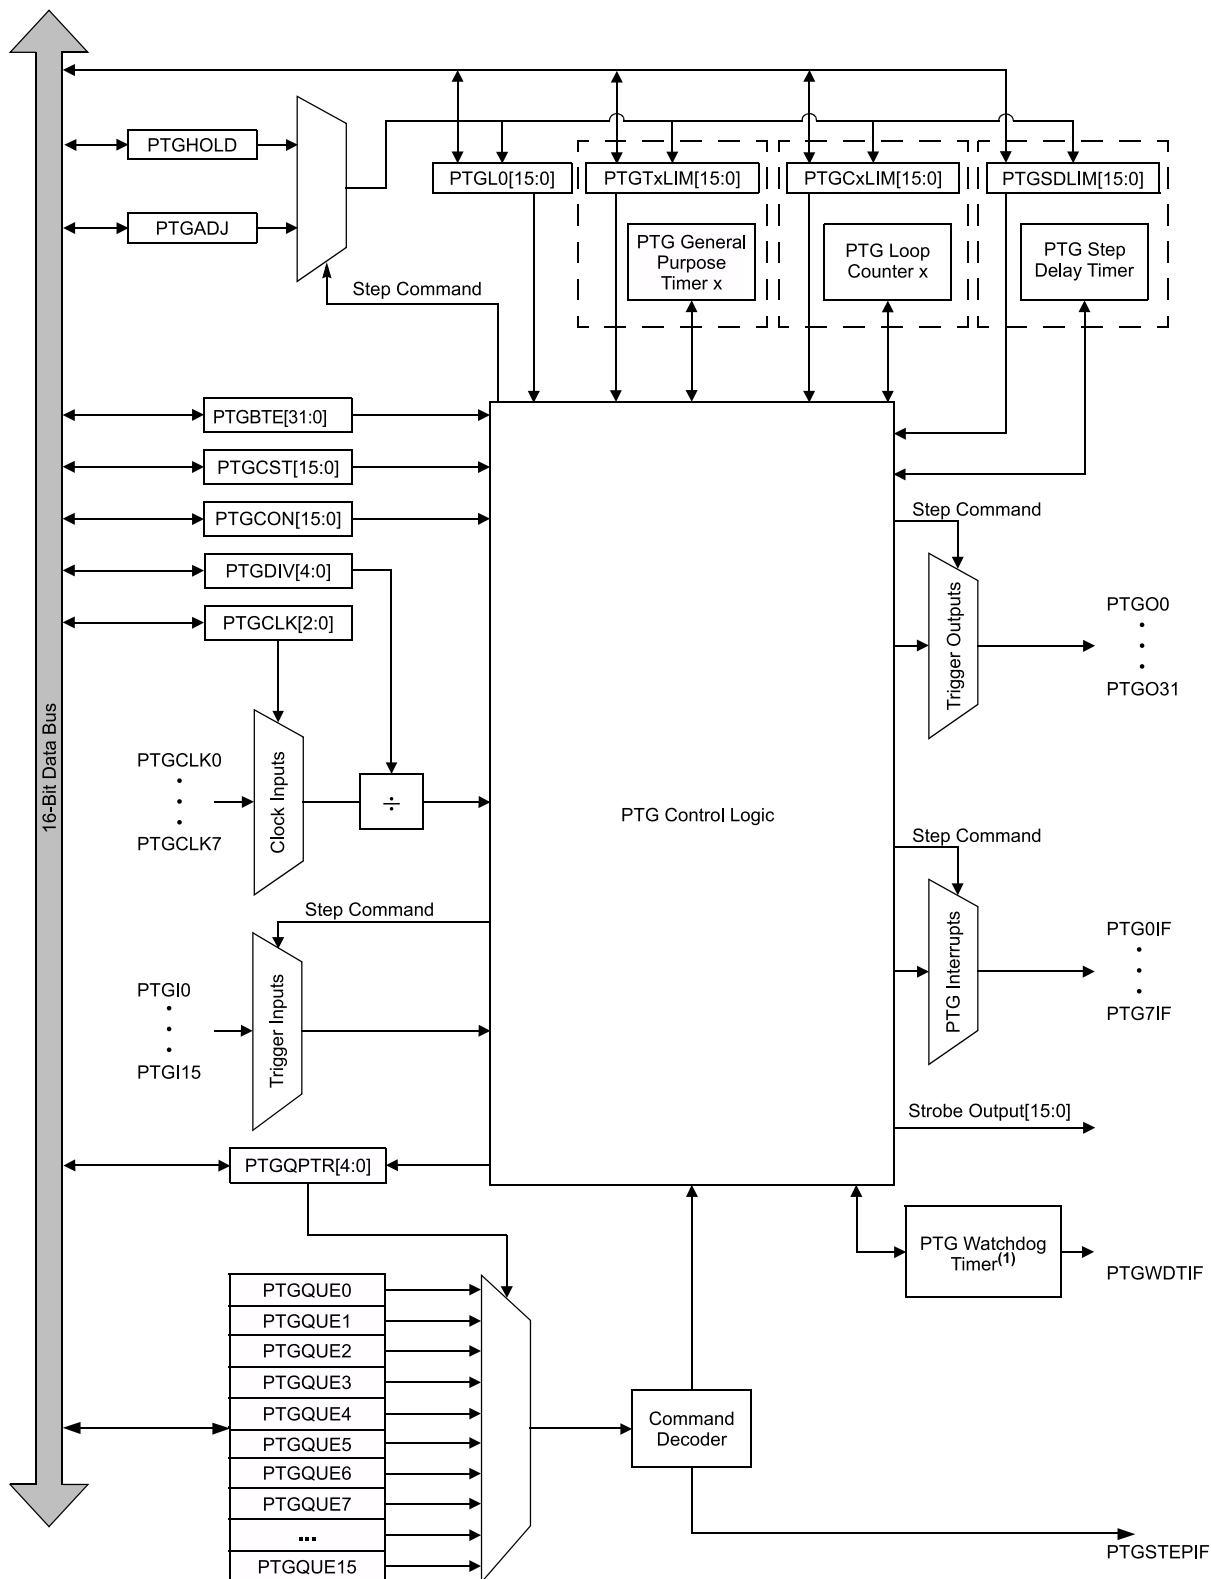 16-Bit Data Bus
PTGHOLD
PTGADJ
Step Command
PTGL0[15:0]
PTGTxLIM[15:0]
PTGCxLIM[15:0]
PTGSDLIM[15:0]
PTG General
Purpose
Timer x
PTG Loop
Counter x
PTG Step
Delay Timer
PTGBTE[31:0]
PTGCST[15:0]
PTGCON[15:0]
PTGDIV[4:0]
PTGCLK[2:0]
PTGCLK0
PTGCLK7
Clock Inputs
÷
PTG Control Logic
Step Command
Trigger Outputs
PTGO0
PTGO31
Step Command
PTG Interrupts
PTG0IF
PTG7IF
Step Command
PTGI0
PTGI15
Trigger Inputs
Strobe Output[15:0]
PTGQPTR[4:0]
PTG Watchdog
Timer(1)
PTGWDTIF
PTGQUE0
PTGQUE1
PTGQUE2
PTGQUE3
PTGQUE4
PTGQUE5
PTGQUE6
PTGQUE7
...
PTGQUE15
Command
Decoder
PTGSTEPIF